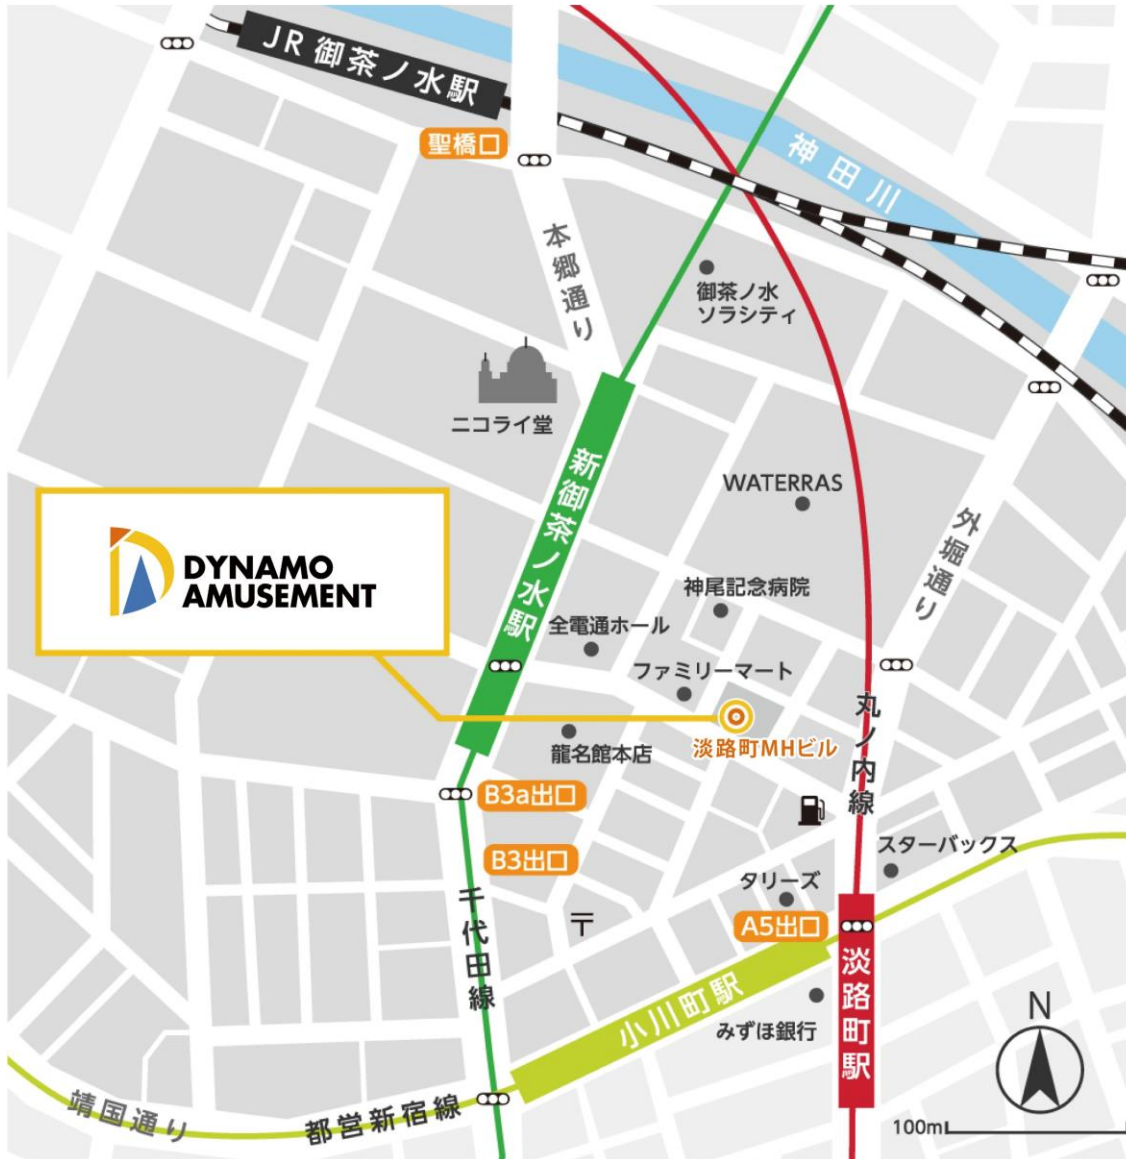 JR 御茶ノ水駅
聖橋口
神田川
本郷通り
御茶ノ水
ソラシティ
ニコライ堂
新御茶ノ水駅
WATERRAS
外堀通り
DYNAMO
AMUSEMENT
神尾記念病院
全電通ホール
ファミリーマート
丸ノ内線
龍名館本店
淡路町MHビル
B3a出口
B3出口
千代田線
スターバックス
タリーズ
A5出口
〒
小川町駅
淡路町駅
みずほ銀行
N
靖国通り
都営新宿線
100m